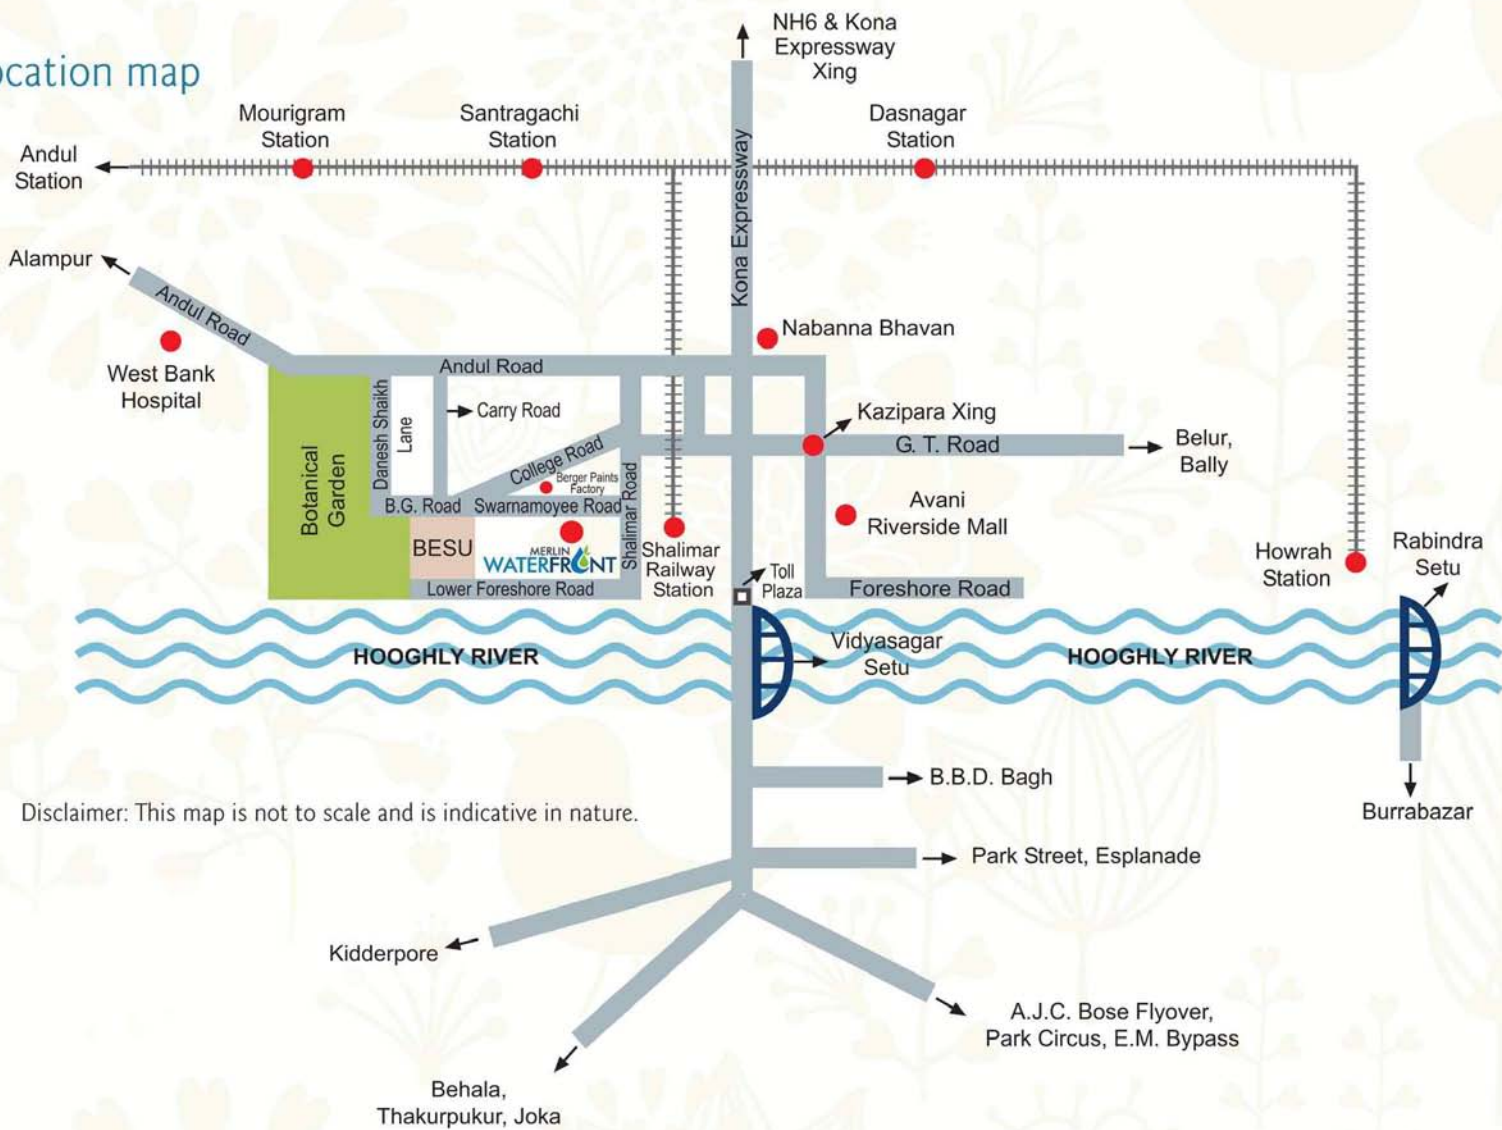 ocation map
NH6 & Kona
Expressway
Xing
Mourigram
Station
Santragachi
Station
Dasnagar
Station
Andul
Station
Kona Expressway
Alampur
Andul Road
Nabanna Bhavan
West Bank
Hospital
Andul Road
Danesh Shaikh
Lane
Carry Road
Kazipara Xing
G. T. Road
Belur,
Bally
Botanical
Garden
College Road
Berger Paints
Factory
B.G. Road
Swarnamoyee Road
Shalimar Road
Avani
Riverside Mall
BESU
MERLIN
WATERFRONT
Shalimar
Railway
Station
Toll
Plaza
Howrah
Station
Rabindra
Setu
Lower Foreshore Road
Foreshore Road
HOOGHLY RIVER
Vidyasagar
Setu
HOOGHLY RIVER
B.B.D. Bagh
Disclaimer: This map is not to scale and is indicative in nature.
Burrabazar
Park Street, Esplanade
Kidderpore
A.J.C. Bose Flyover,
Park Circus, E.M. Bypass
Behala,
Thakurpukur, Joka